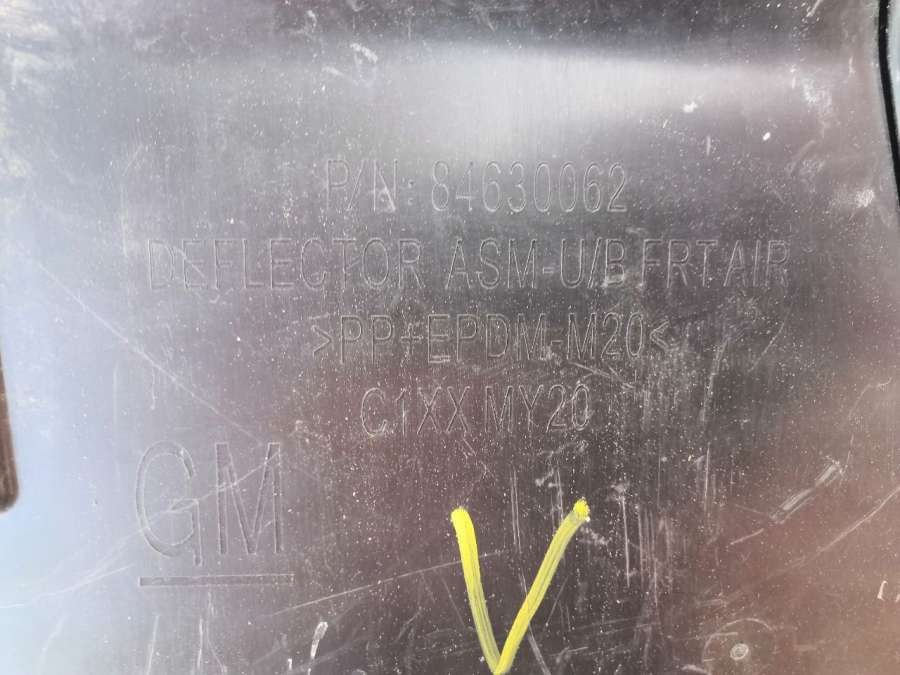 P/N: 84630062
DEFLECTOR ASM-U/B FRT AIR
>PP+EPDM-M20<
C1XX MY20
GM